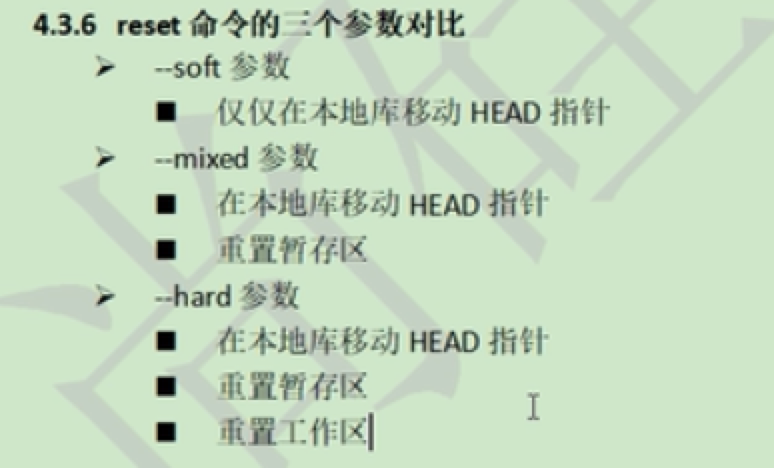 4.3.6 reset 命令的三个参数对比
➢ --soft 参数
■ 仅仅在本地库移动 HEAD 指针
➢ --mixed 参数
■ 在本地库移动 HEAD 指针
■ 重置暂存区
➢ --hard 参数
■ 在本地库移动 HEAD 指针
■ 重置暂存区
■ 重置工作区